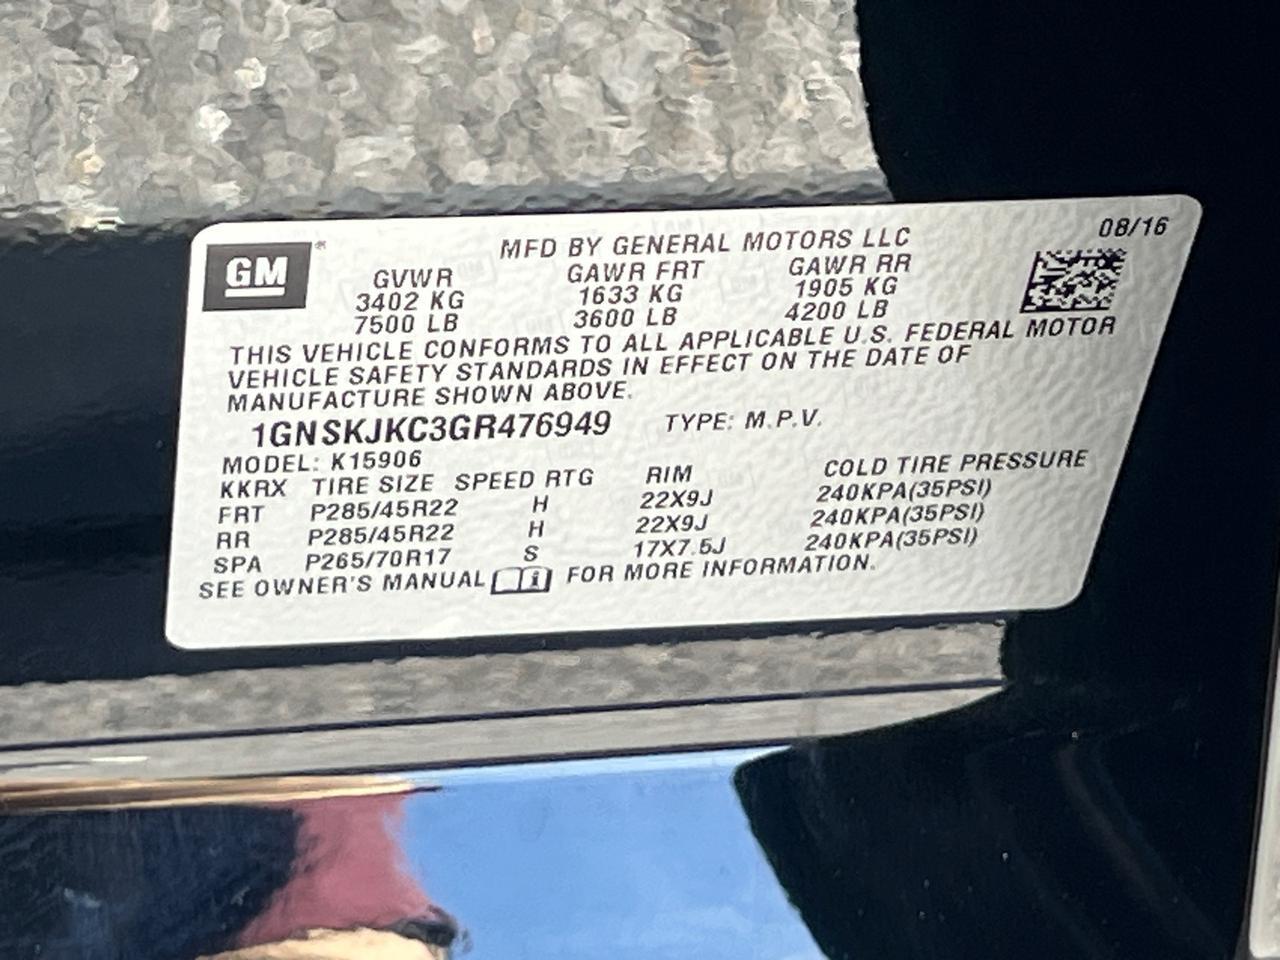 GM®
MFD BY GENERAL MOTORS LLC
08/16
GVWR GAWR FRT GAWR RR
3402 KG 1633 KG 1905 KG
7500 LB 3600 LB 4200 LB
THIS VEHICLE CONFORMS TO ALL APPLICABLE U.S. FEDERAL MOTOR
VEHICLE SAFETY STANDARDS IN EFFECT ON THE DATE OF
MANUFACTURE SHOWN ABOVE.
1GNSKJKC3GR476949 TYPE: M.P.V.
MODEL: K15906
KKRX TIRE SIZE SPEED RTG RIM COLD TIRE PRESSURE
FRT P285/45R22 H 22X9J 240KPA(35PSI)
RR P285/45R22 H 22X9J 240KPA(35PSI)
SPA P265/70R17 S 17X7.5J 240KPA(35PSI)
SEE OWNER'S MANUAL i FOR MORE INFORMATION.